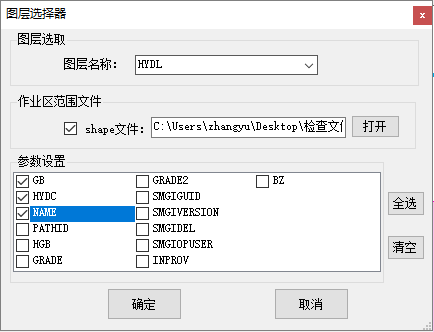 图层选择器
图层选取
图层名称： HYDL
作业区范围文件
shape文件： C:\Users\zhangyu\Desktop\检查文 打开
参数设置
GB GRADE2 BZ
HYDC SMGIGUID
NAME SMGIVERSION
PATHID SMGIDEL
HGB SMGIOPUSER
GRADE INPROV
全选
清空
确定 取消